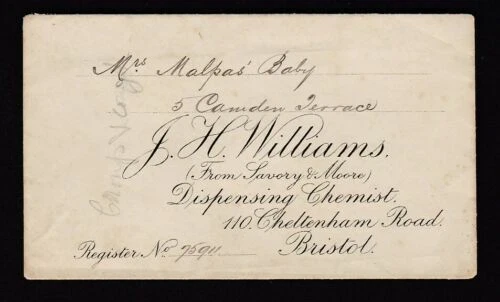 Mrs Malpas' Baby
5 Camden Terrace
J. H. Williams.
(From Savory & Moore)
Dispensing Chemist.
110. Cheltenham Road.
Bristol.
Register No. 75911